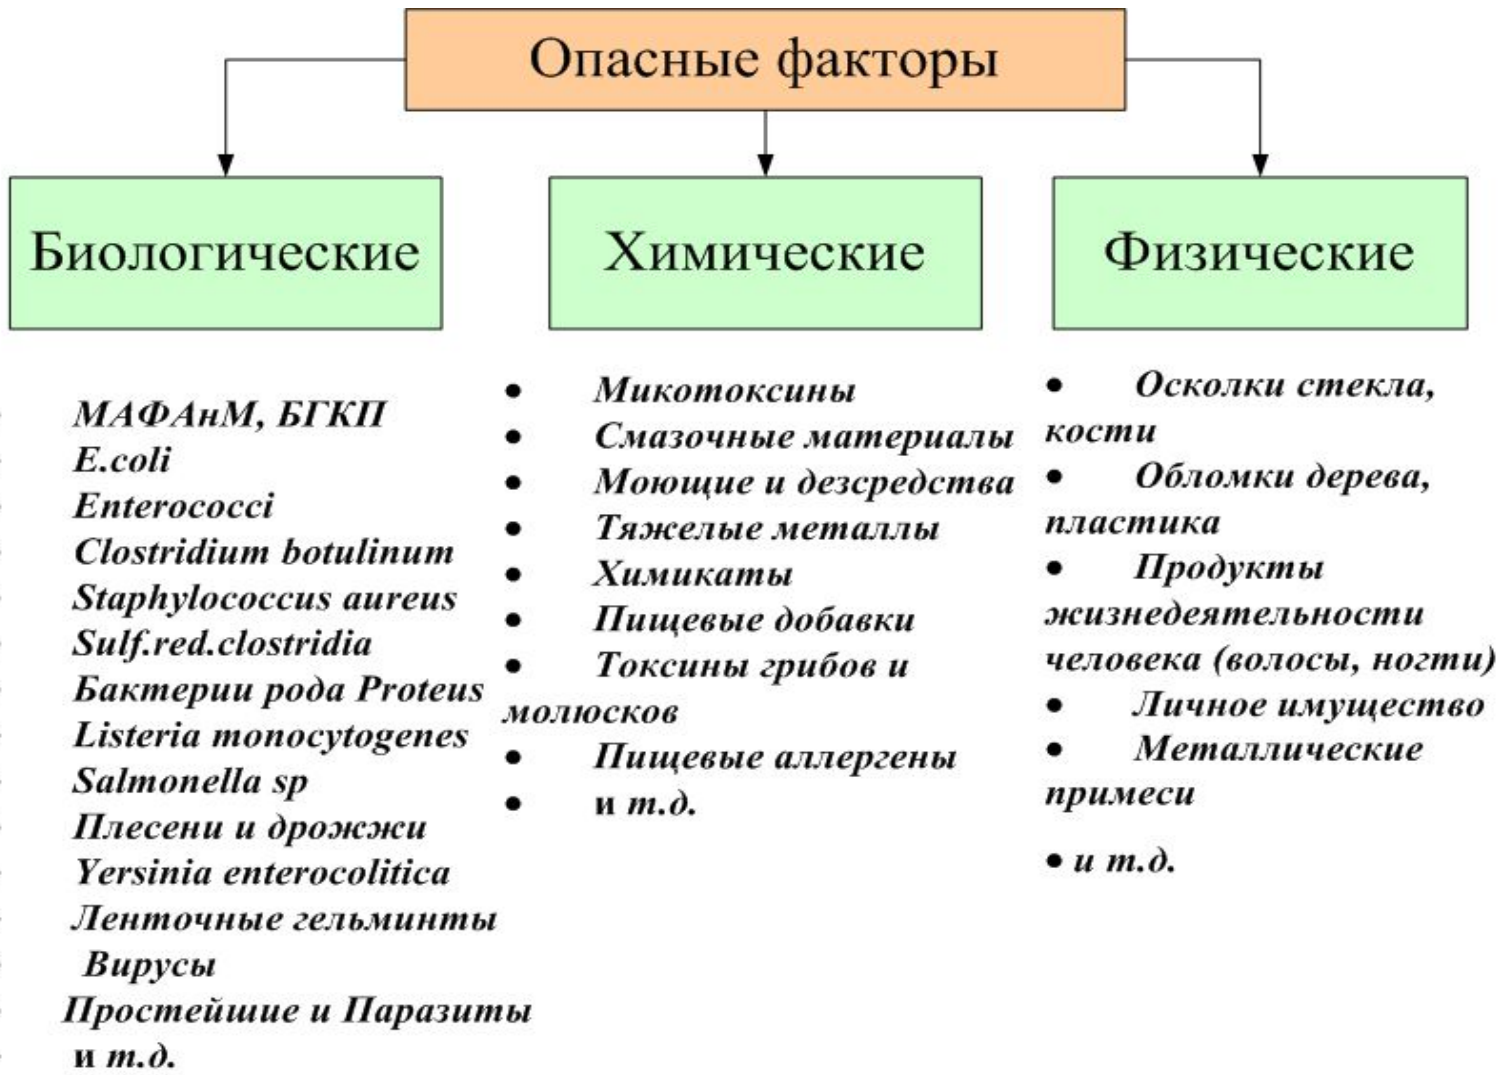 Опасные факторы
Биологические
Химические
Физические
МАФАнМ, БГКП
E.coli
Enterococci
Clostridium botulinum
Staphylococcus aureus
Sulf.red.clostridia
Бактерии рода Proteus
Listeria monocytogenes
Salmonella sp
Плесени и дрожжи
Yersinia enterocolitica
Ленточные гельминты
Вирусы
Простейшие и Паразиты
и т.д.
• Микотоксины
• Смазочные материалы
• Моющие и дезсредства
• Тяжелые металлы
• Химикаты
• Пищевые добавки
• Токсины грибов и
молюсков
• Пищевые аллергены
• и т.д.
• Осколки стекла,
кости
• Обломки дерева,
пластика
• Продукты
жизнедеятельности
человека (волосы, ногти)
• Личное имущество
• Металлические
примеси
• и т.д.